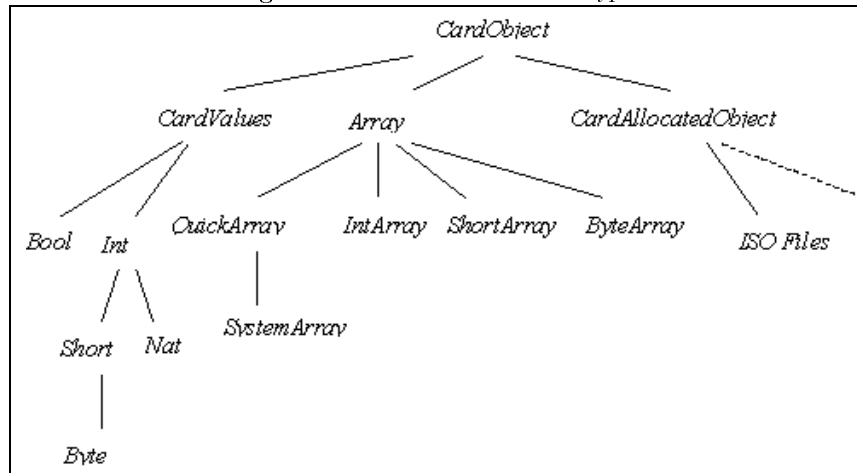 CardObject
CardValues Array CardAllocatedObject
Bool Int QuickArray IntArray ShortArray ByteArray ISO Files
Short Nat SystemArray
Byte